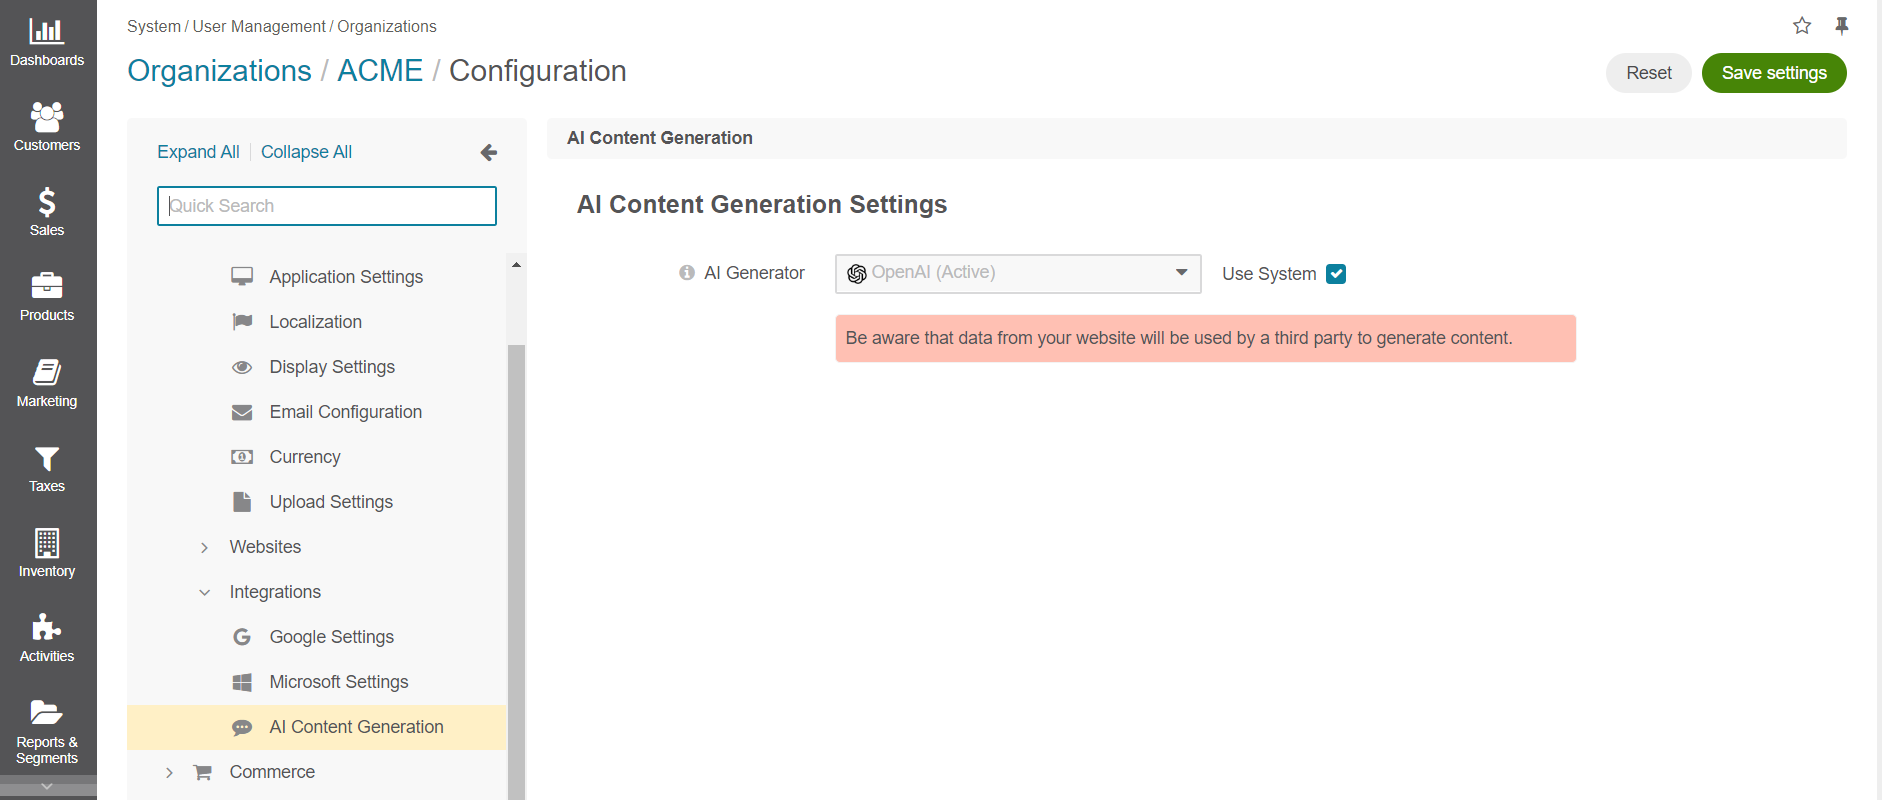 Dashboards
Customers
Sales
Products
Marketing
Taxes
Inventory
Activities
Reports &
Segments
System / User Management / Organizations
Organizations / ACME / Configuration
Reset
Save settings
Expand All
Collapse All
Quick Search
Application Settings
Localization
Display Settings
Email Configuration
Currency
Upload Settings
Websites
Integrations
Google Settings
Microsoft Settings
AI Content Generation
Commerce
AI Content Generation
AI Content Generation Settings
AI Generator
OpenAI (Active)
Use System
Be aware that data from your website will be used by a third party to generate content.